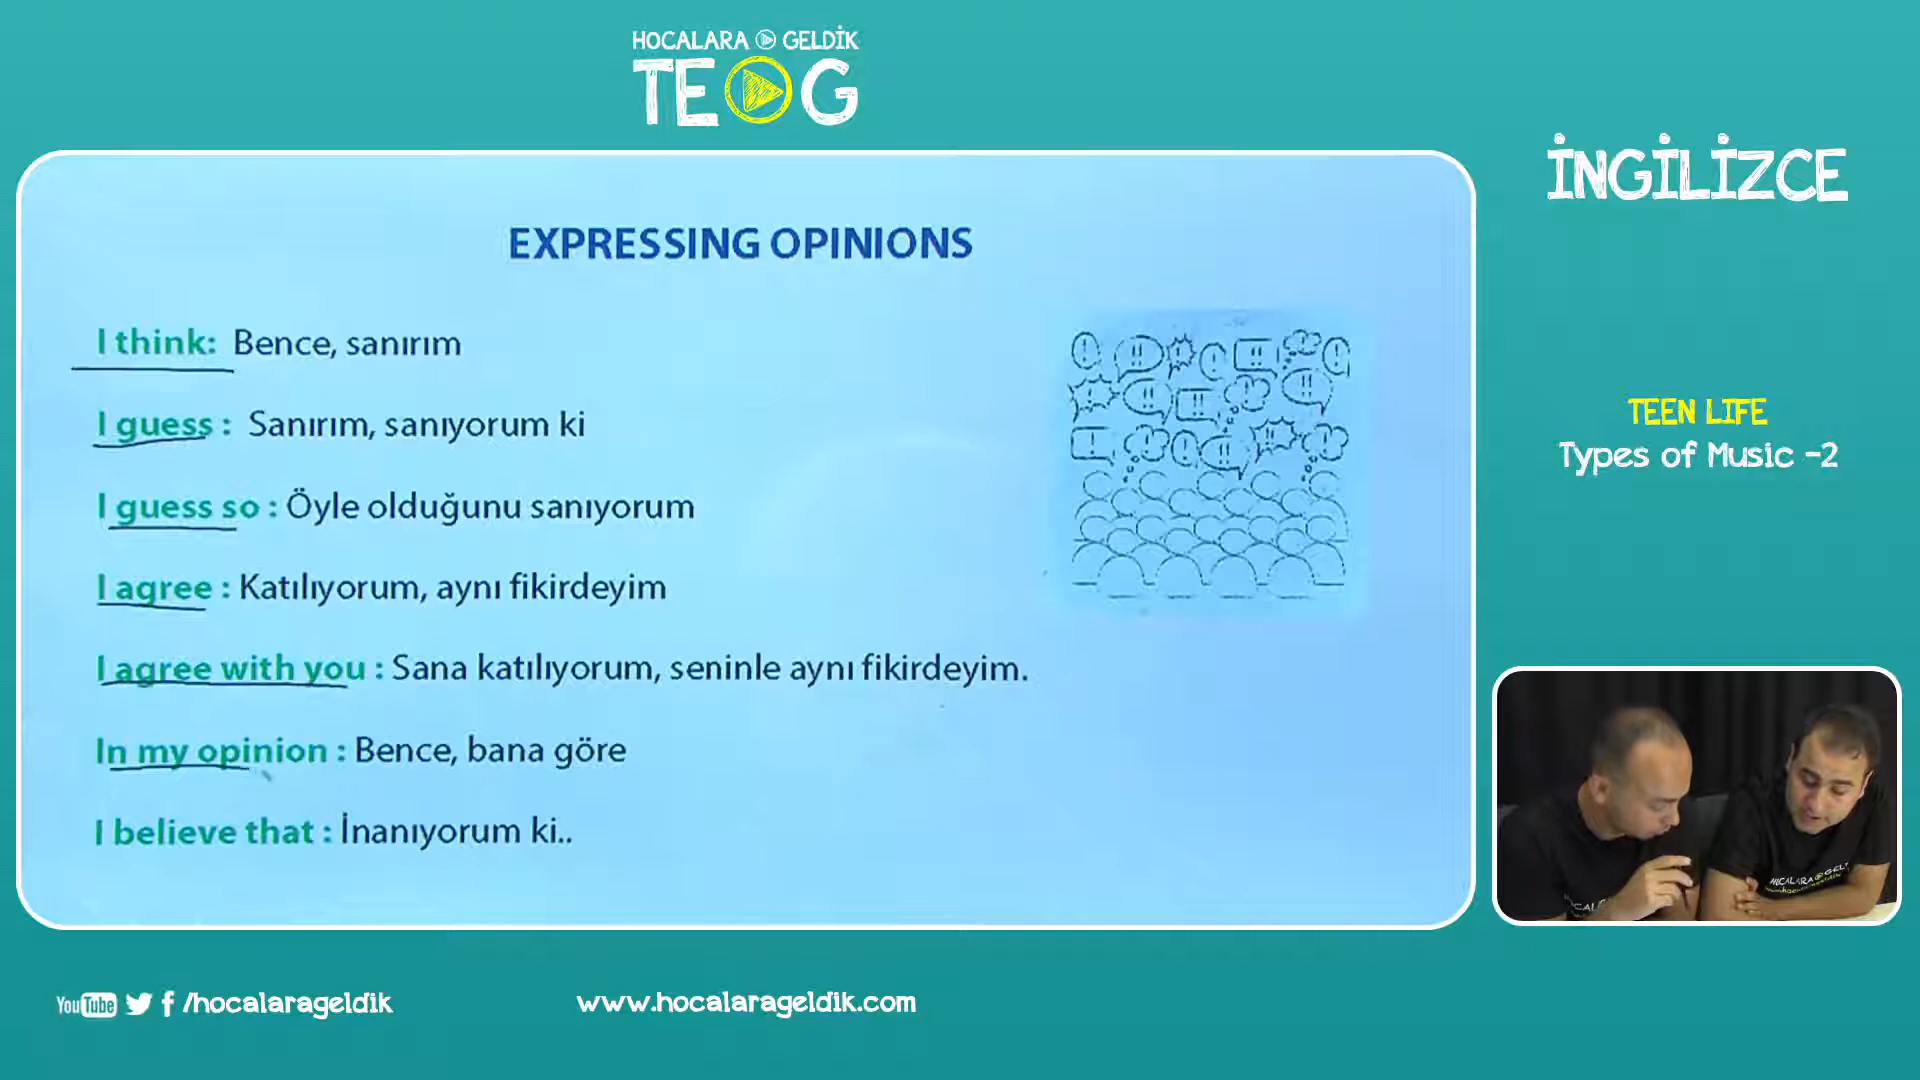 HOCALARA GELDİK
TEOG
İNGİLİZCE
EXPRESSING OPINIONS
I think: Bence, sanırım
I guess : Sanırım, sanıyorum ki
I guess so : Öyle olduğunu sanıyorum
I agree : Katılıyorum, aynı fikirdeyim
I agree with you : Sana katılıyorum, seninle aynı fikirdeyim.
In my opinion : Bence, bana göre
I believe that : İnanıyorum ki..
TEEN LIFE
Types of Music -2
YouTube /hocalarageldik
www.hocalarageldik.com